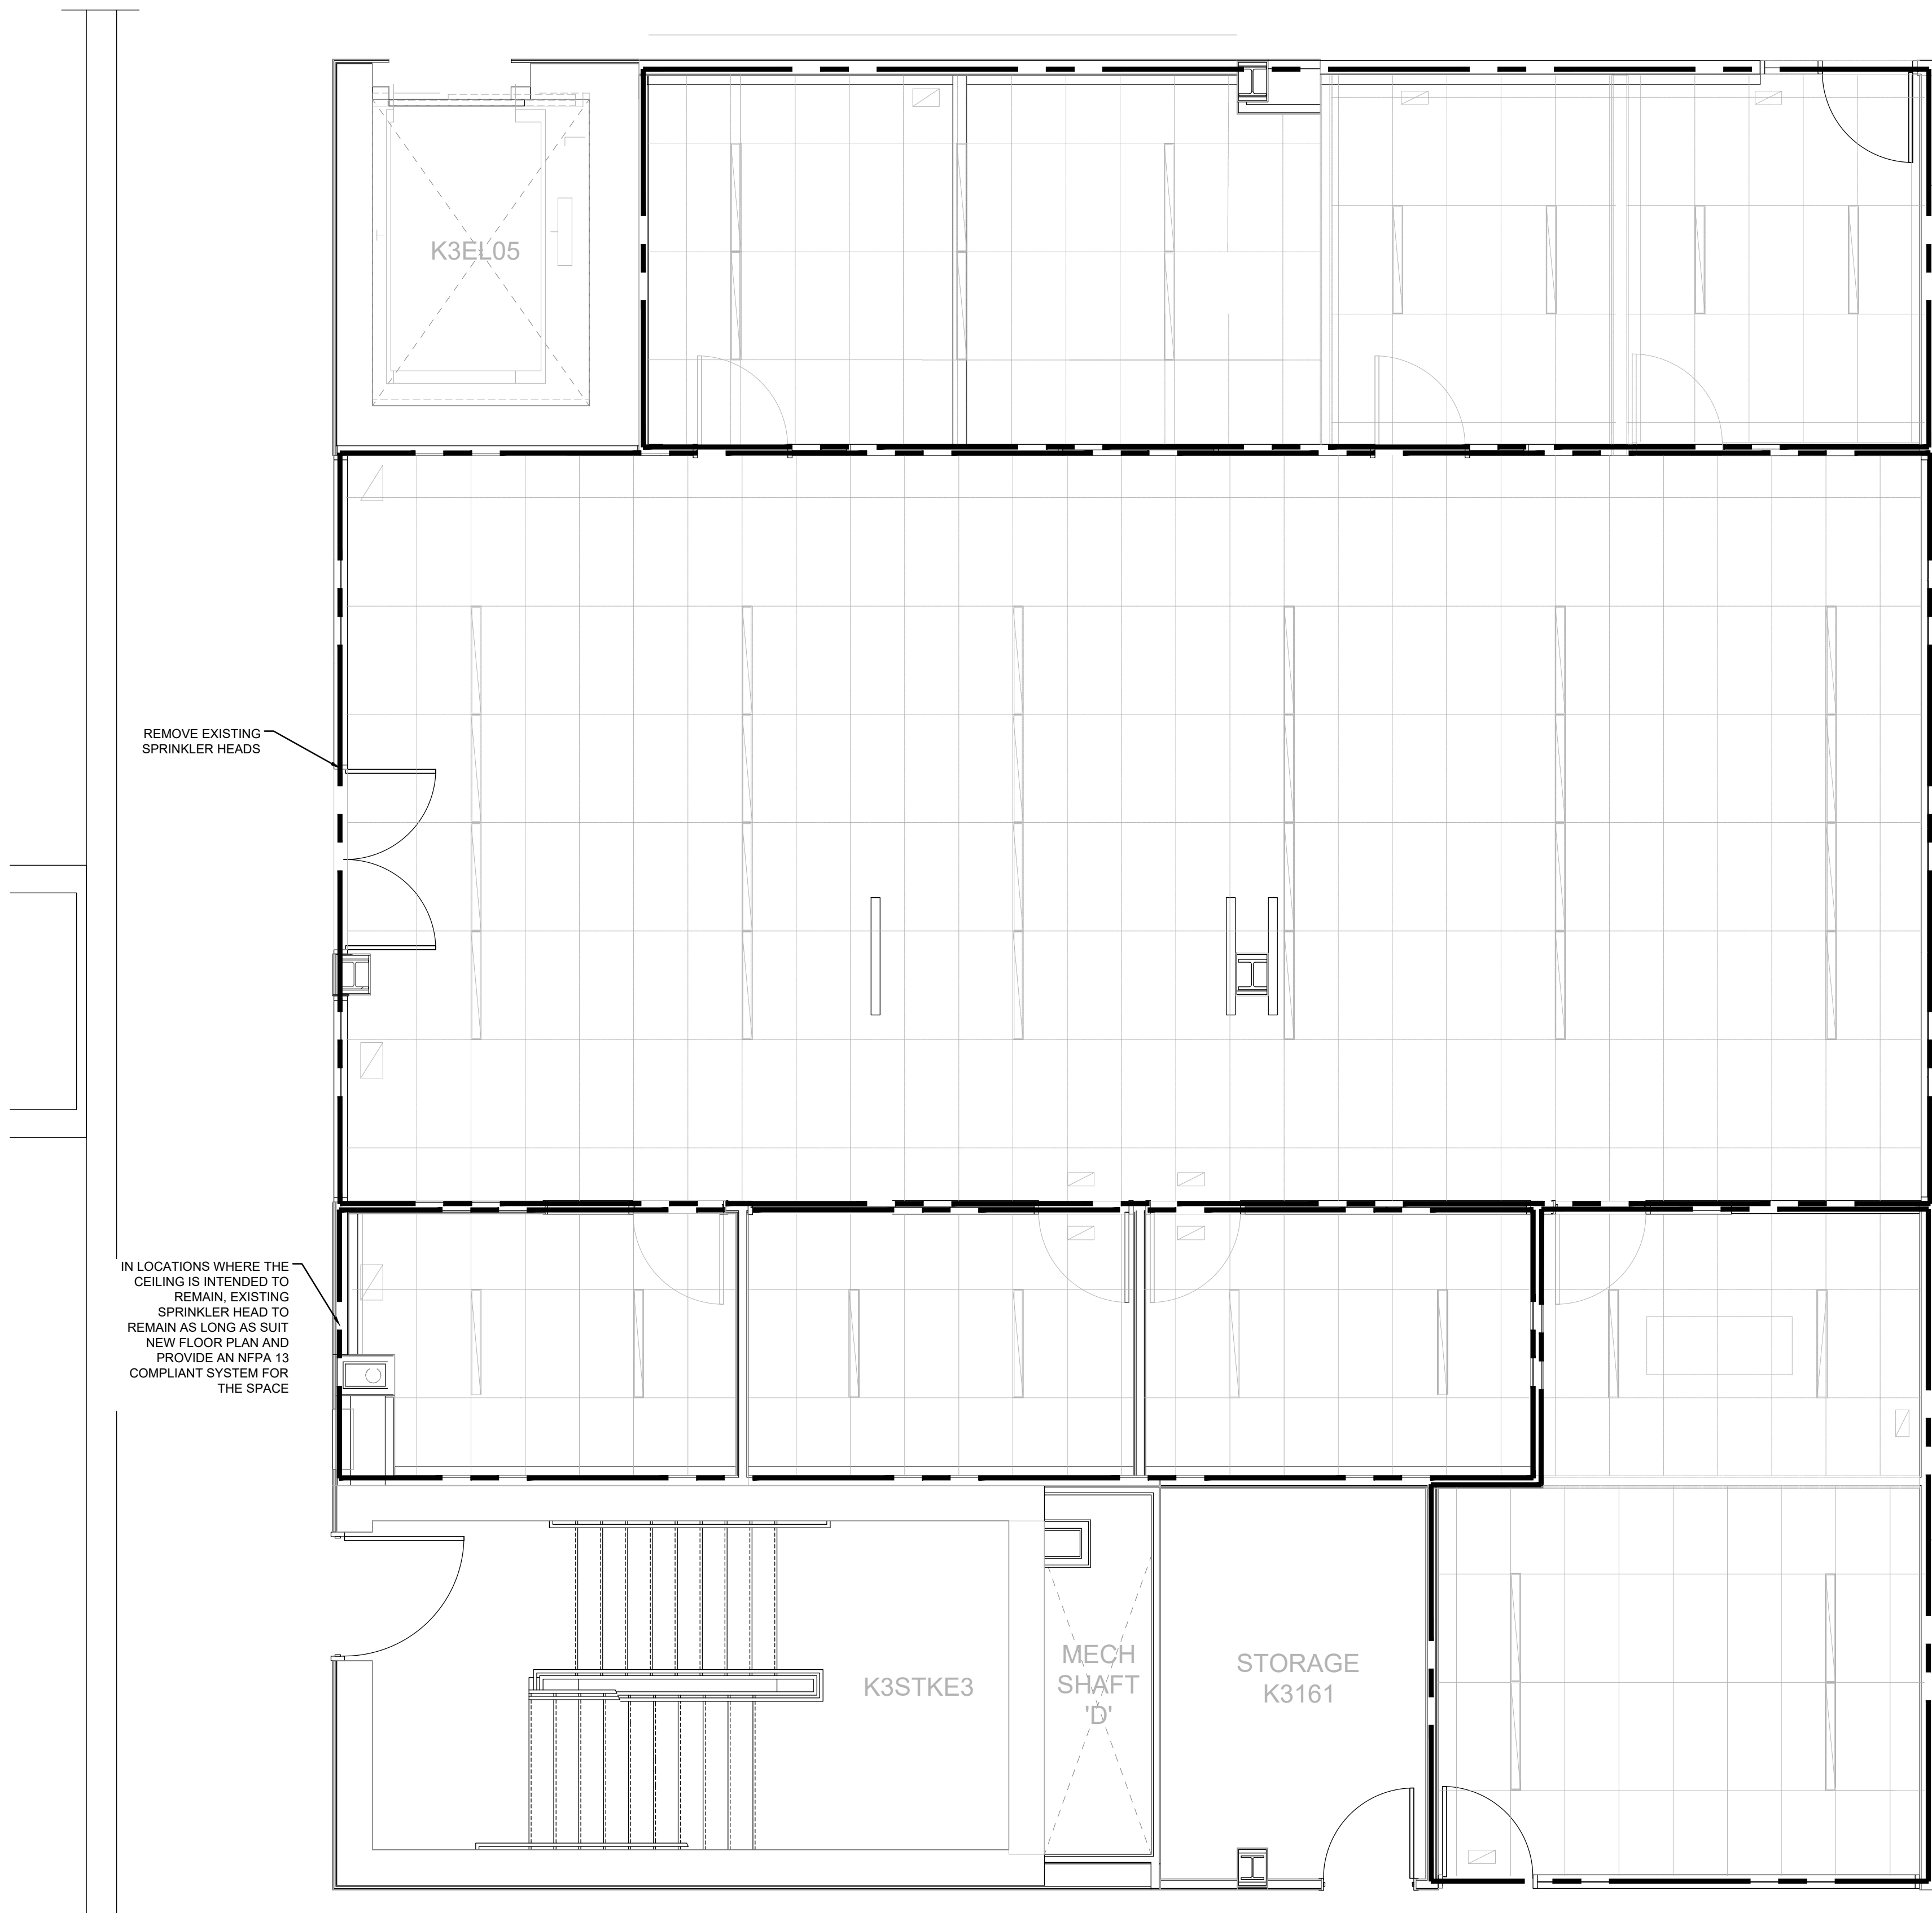 K3EL05
REMOVE EXISTING
SPRINKLER HEADS
IN LOCATIONS WHERE THE
CEILING IS INTENDED TO
REMAIN, EXISTING
SPRINKLER HEAD TO
REMAIN AS LONG AS SUIT
NEW FLOOR PLAN AND
PROVIDE AN NFPA 13
COMPLIANT SYSTEM FOR
THE SPACE
K3STKE3
MECH
SHAFT
'D'
STORAGE
K3161